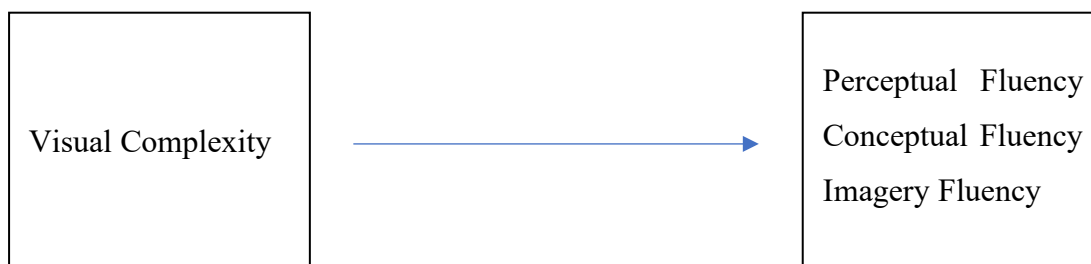 Visual Complexity
Perceptual Fluency
Conceptual Fluency
Imagery Fluency